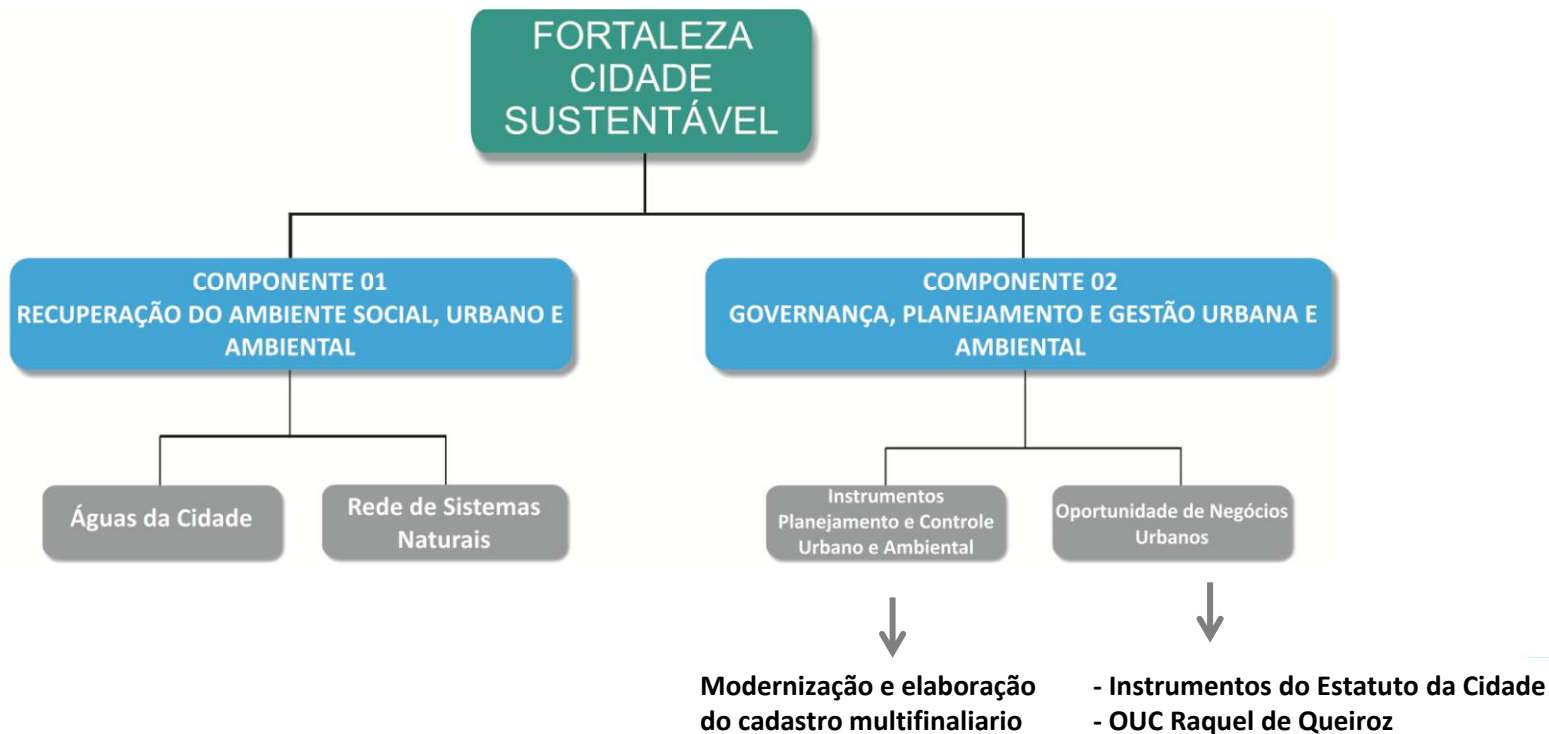 FORTALEZA
CIDADE
SUSTENTÁVEL
COMPONENTE 01
RECUPERAÇÃO DO AMBIENTE SOCIAL, URBANO E
AMBIENTAL
COMPONENTE 02
GOVERNANÇA, PLANEJAMENTO E GESTÃO URBANA E
AMBIENTAL
Águas da Cidade
Rede de Sistemas
Naturais
Instrumentos
Planejamento e Controle
Urbano e Ambiental
Oportunidade de Negócios
Urbanos
Modernização e elaboração
do cadastro multifinaliario
- Instrumentos do Estatuto da Cidade
- OUC Raquel de Queiroz